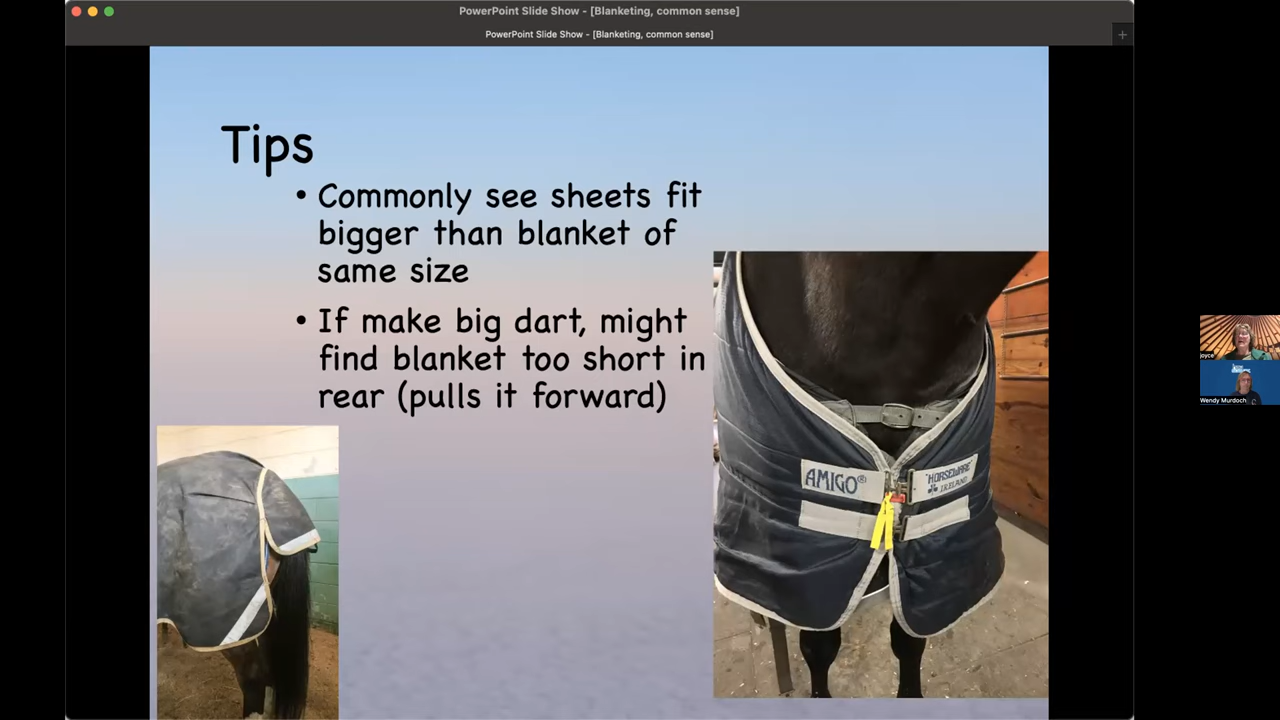 PowerPoint Slide Show - [Blanketing, common sense]
PowerPoint Slide Show - [Blanketing, common sense]
Tips
• Commonly see sheets fit
bigger than blanket of
same size
• If make big dart, might
find blanket too short in
rear (pulls it forward)
AMIGO®
HORSEWARE
IRELAND
joyce
Wendy Murdoch